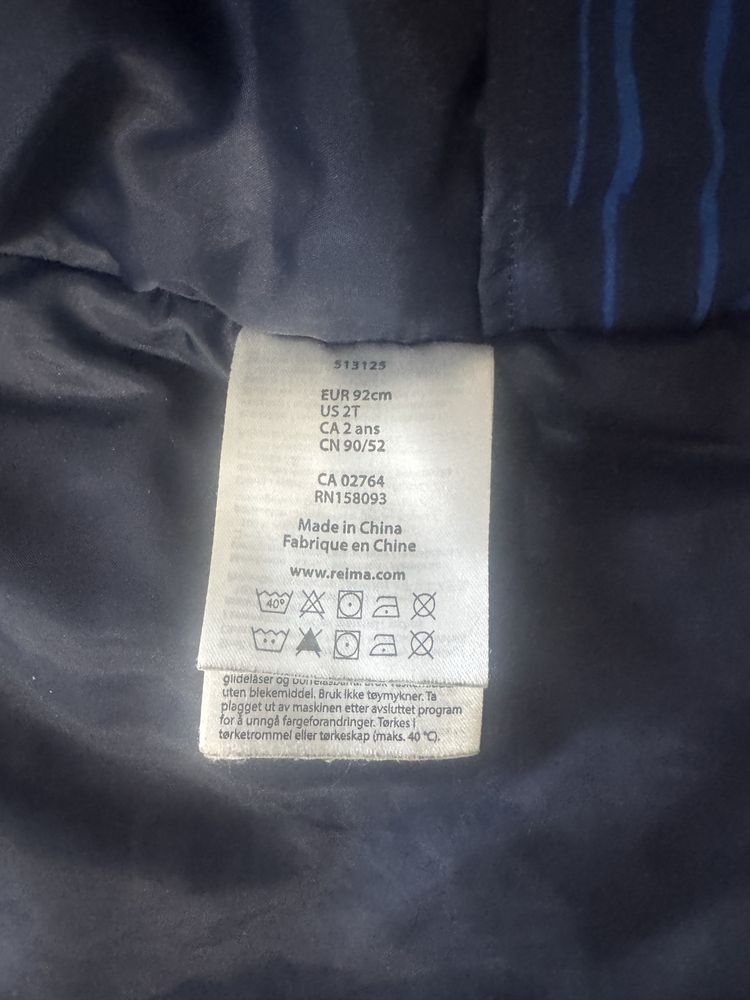 513125
EUR 92cm
US 2T
CA 2 ans
CN 90/52
CA 02764
RN158093
Made in China
Fabrique en Chine
www.reima.com
40°
glidelåser og
uten blekemiddel. Bruk ikke tøymykner. Ta
plagget ut av maskinen etter avsluttet program
for å unngå fargeforandringer. Tørkes i
tørketrommel eller tørkeskap (maks. 40 °C).